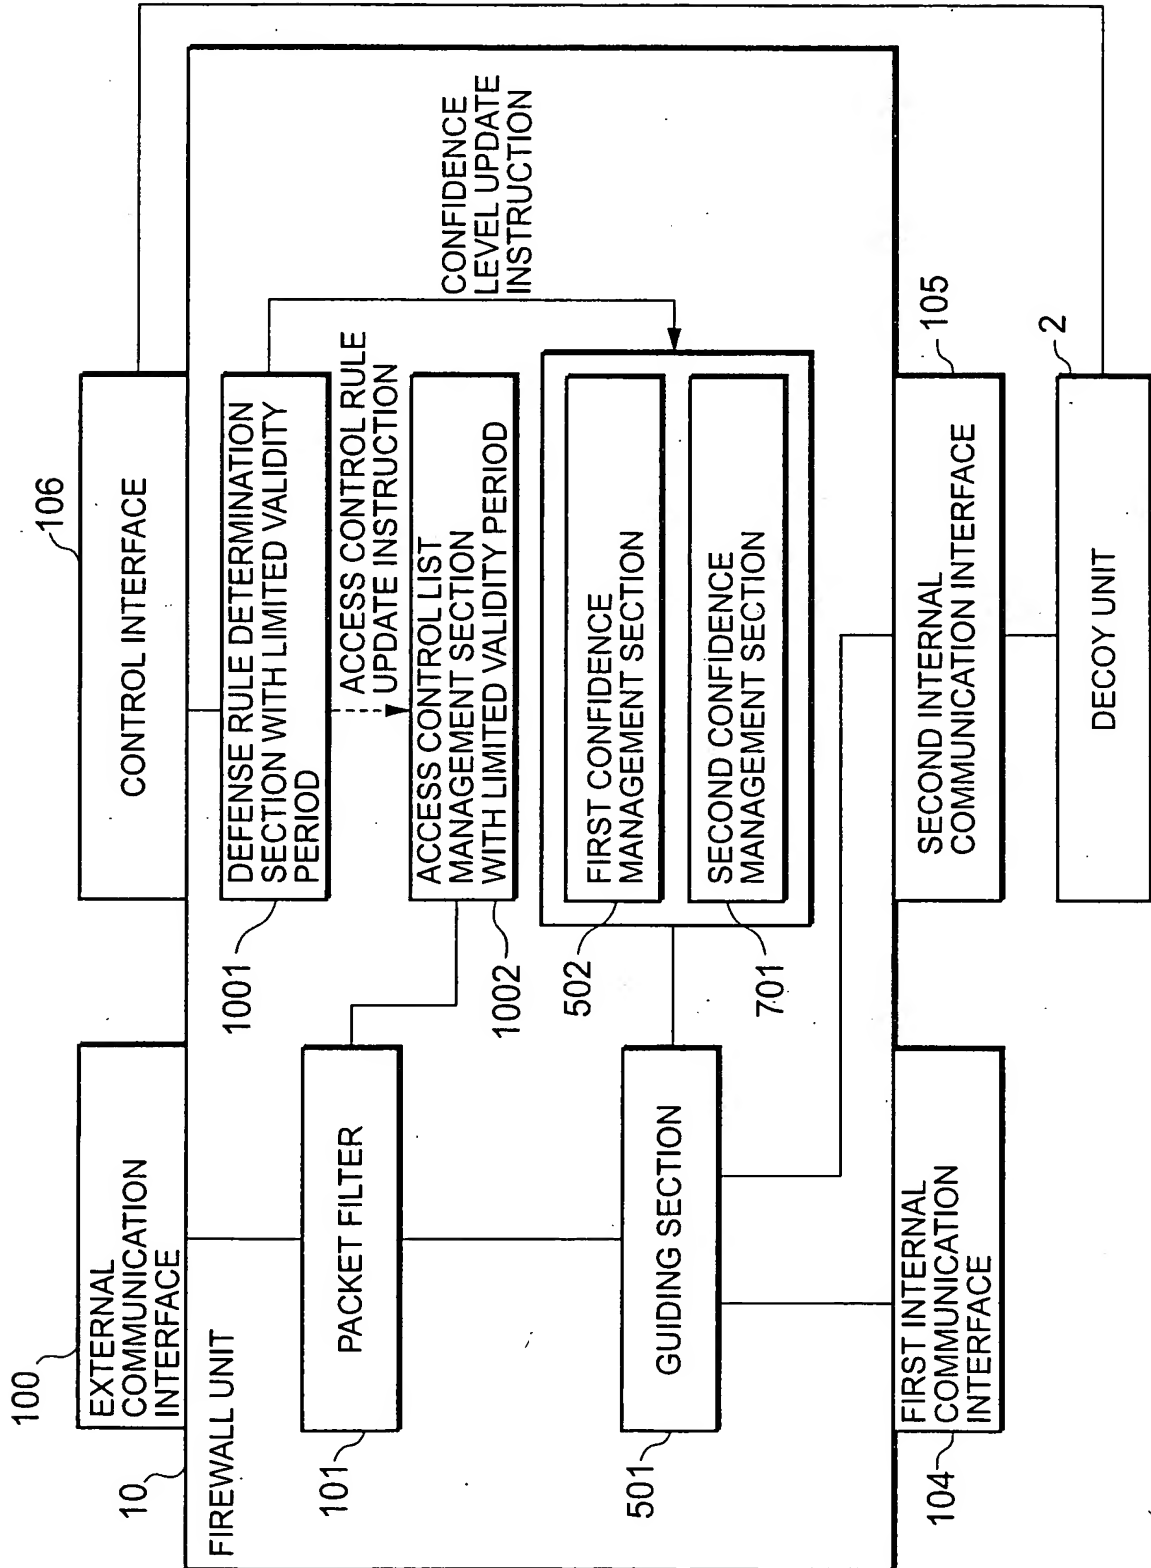 100
EXTERNAL
COMMUNICATION
INTERFACE
106
CONTROL INTERFACE
10
FIREWALL UNIT
1001
DEFENSE RULE DETERMINATION
SECTION WITH LIMITED VALIDITY
PERIOD
CONFIDENCE
LEVEL UPDATE
INSTRUCTION
101
PACKET FILTER
ACCESS CONTROL RULE
UPDATE INSTRUCTION
1002
ACCESS CONTROL LIST
MANAGEMENT SECTION
WITH LIMITED VALIDITY PERIOD
502
FIRST CONFIDENCE
MANAGEMENT SECTION
501
GUIDING SECTION
701
SECOND CONFIDENCE
MANAGEMENT SECTION
104
FIRST INTERNAL
COMMUNICATION
INTERFACE
105
SECOND INTERNAL
COMMUNICATION INTERFACE
2
DECOY UNIT